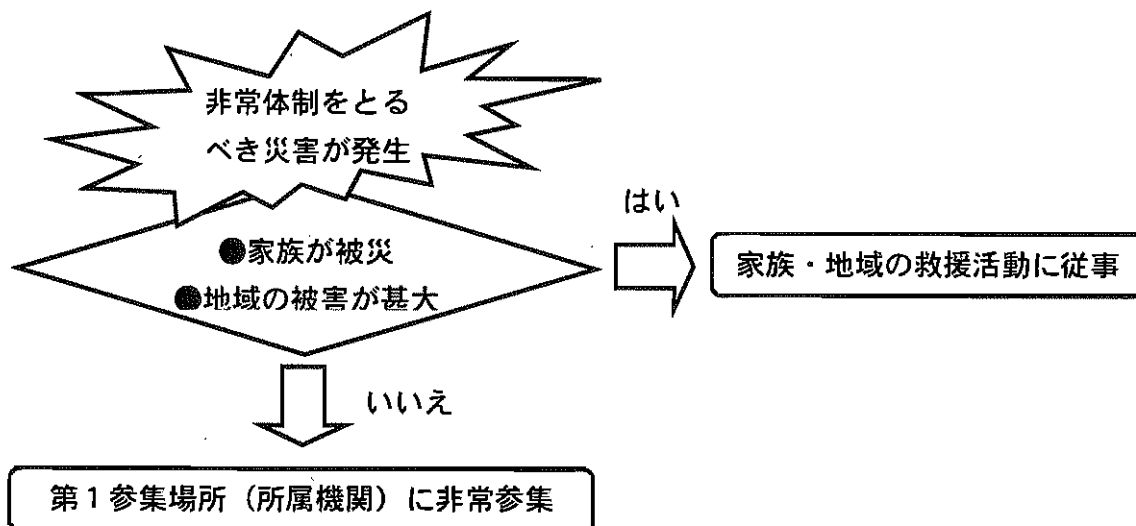 非常体制をとる
べき災害が発生
●家族が被災
●地域の被害が甚大
はい
家族・地域の救援活動に従事
いいえ
第１参集場所（所属機関）に非常参集